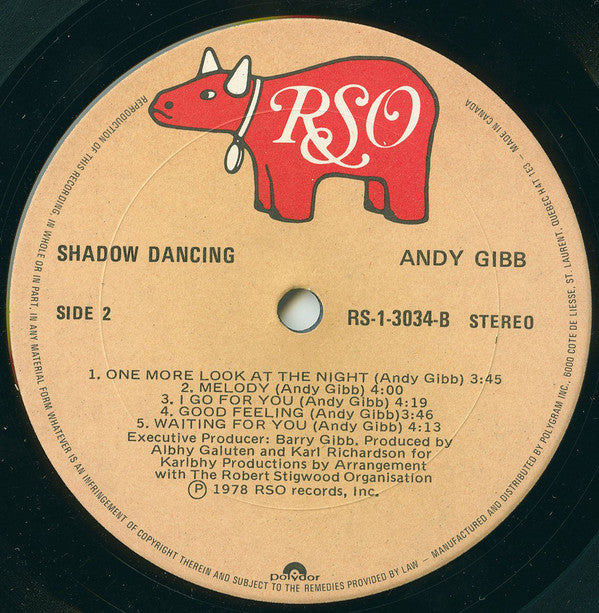 RSO
SHADOW DANCING
ANDY GIBB
SIDE 2
RS-1-3034-B STEREO
1. ONE MORE LOOK AT THE NIGHT (Andy Gibb) 3:45
2. MELODY (Andy Gibb) 4:00
3. I GO FOR YOU (Andy Gibb) 4:19
4. GOOD FEELING (Andy Gibb)3:46
5. WAITING FOR YOU (Andy Gibb) 4:13
Executive Producer: Barry Gibb. Produced by
Albhy Galuten and Karl Richardson for
Karlbhy Productions by Arrangement
with The Robert Stigwood Organisation
Ⓟ 1978 RSO records, Inc.
polydor
REPRODUCTION OF THIS RECORDING, IN WHOLE OR IN PART, IN ANY MATERIAL FORM WHATEVER IS AN INFRINGEMENT OF COPYRIGHT THEREIN AND SUBJECT TO THE REMEDIES PROVIDED BY LAW – MANUFACTURED AND DISTRIBUTED BY POLYGRAM INC., 6000 COTE DE LIESSE, ST. LAURENT, QUEBEC H4T 1E3 – MADE IN CANADA